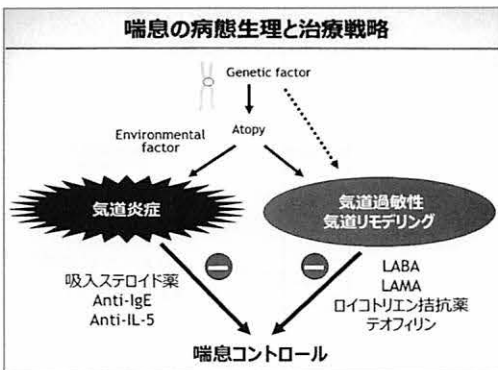 喘息の病態生理と治療戦略
Genetic factor
Environmental
factor
Atopy
気道炎症
気道過敏性
気道リモデリング
吸入ステロイド薬
Anti-IgE
Anti-IL-5
LABA
LAMA
ロイコトリエン拮抗薬
テオフィリン
喘息コントロール